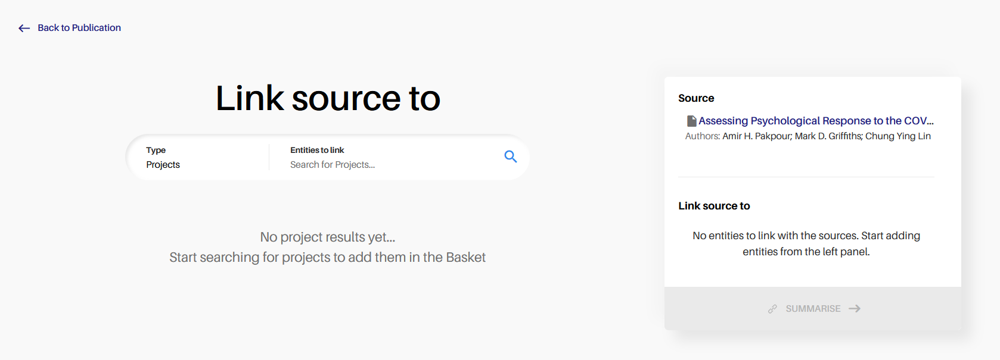 Back to Publication
Link source to
Type
Projects
Entities to link
Search for Projects...
No project results yet...
Start searching for projects to add them in the Basket
Source
Assessing Psychological Response to the COV...
Authors: Amir H. Pakpour; Mark D. Griffiths; Chung Ying Lin
Link source to
No entities to link with the sources. Start adding
entities from the left panel.
SUMMARISE